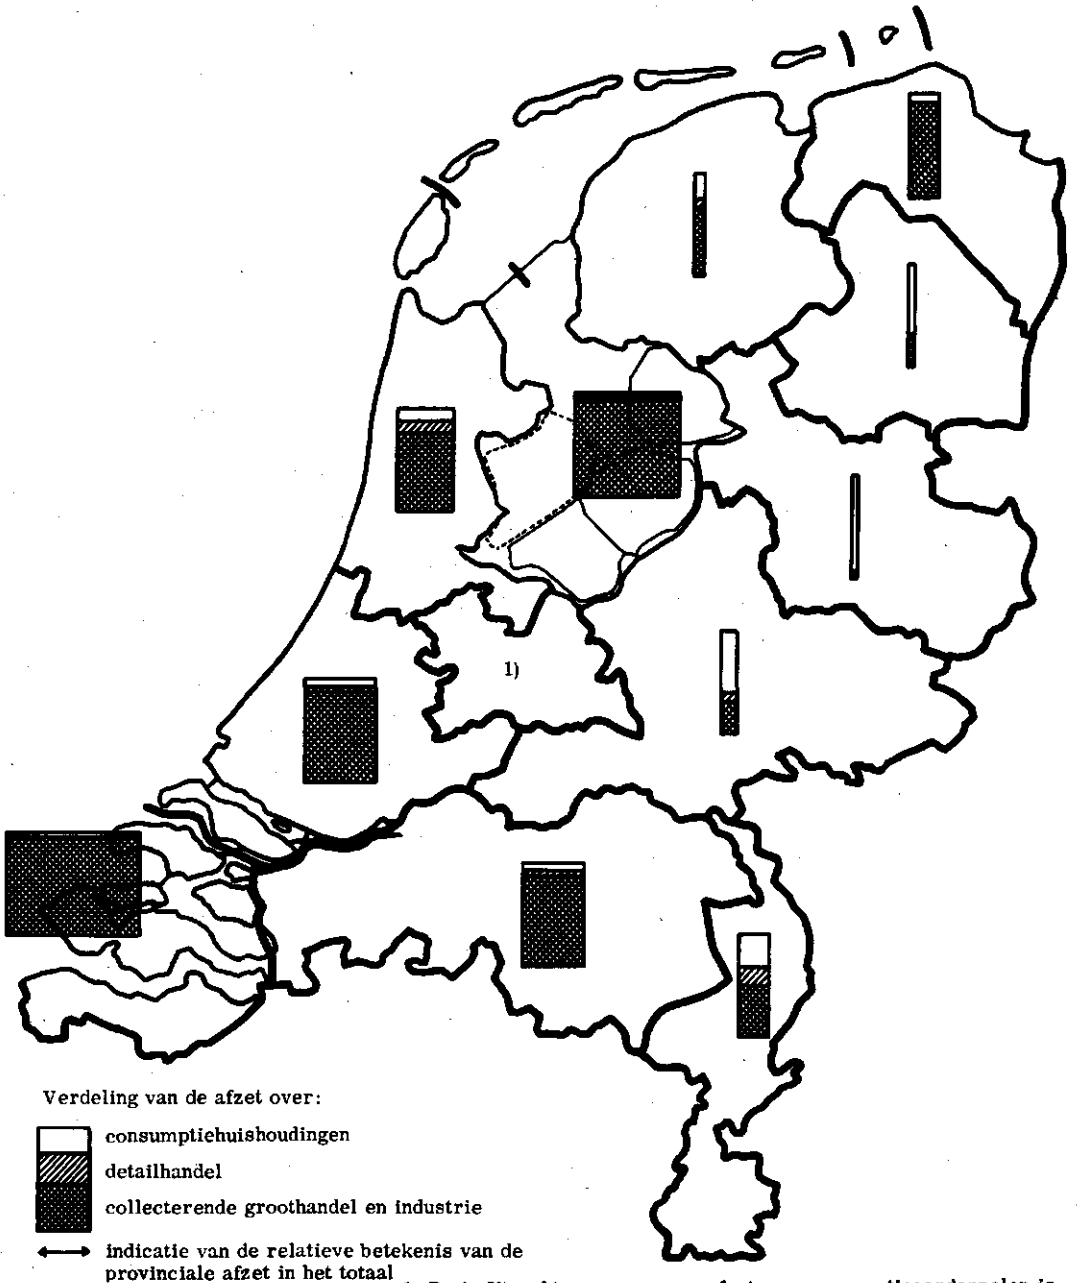 1)
Verdeling van de afzet over:
consumptiehuishoudingen
detailhandel
collecterende groothandel en industrie
indicatie van de relatieve betekenis van de
provinciale afzet in het totaal